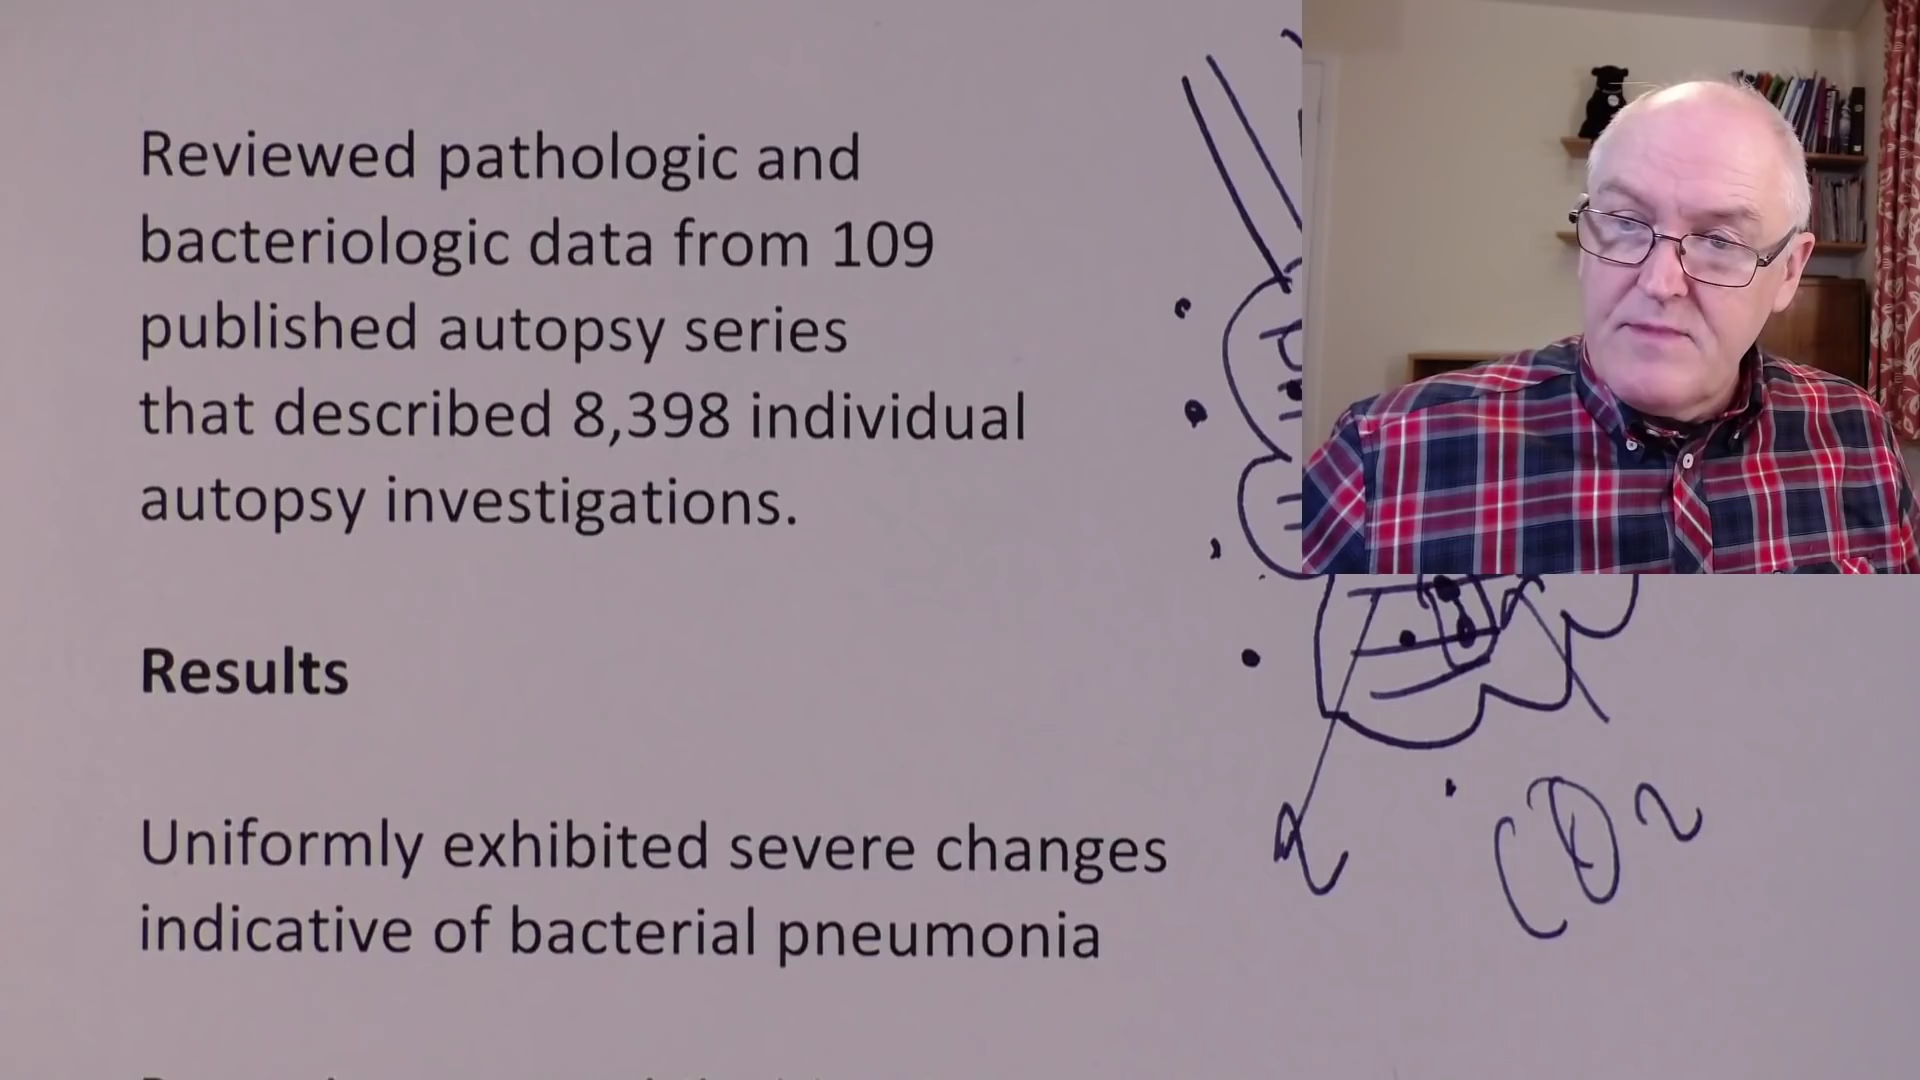 Reviewed pathologic and
bacteriologic data from 109
published autopsy series
that described 8,398 individual
autopsy investigations.
Results
Uniformly exhibited severe changes
indicative of bacterial pneumonia
CO2